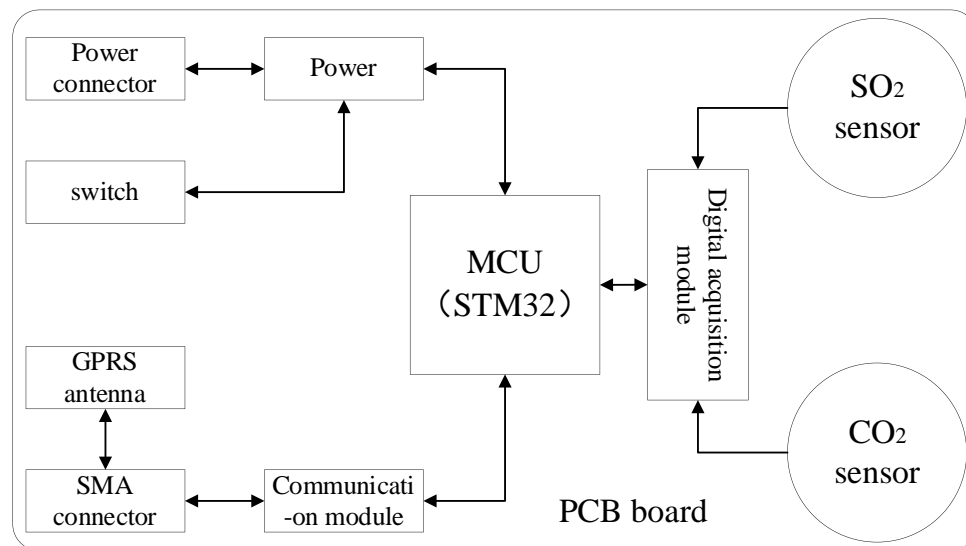 Power
connector
Power
switch
SO₂
sensor
Digital acquisition
module
MCU
（STM32）
GPRS
antenna
SMA
connector
Communicati
-on module
CO₂
sensor
PCB board